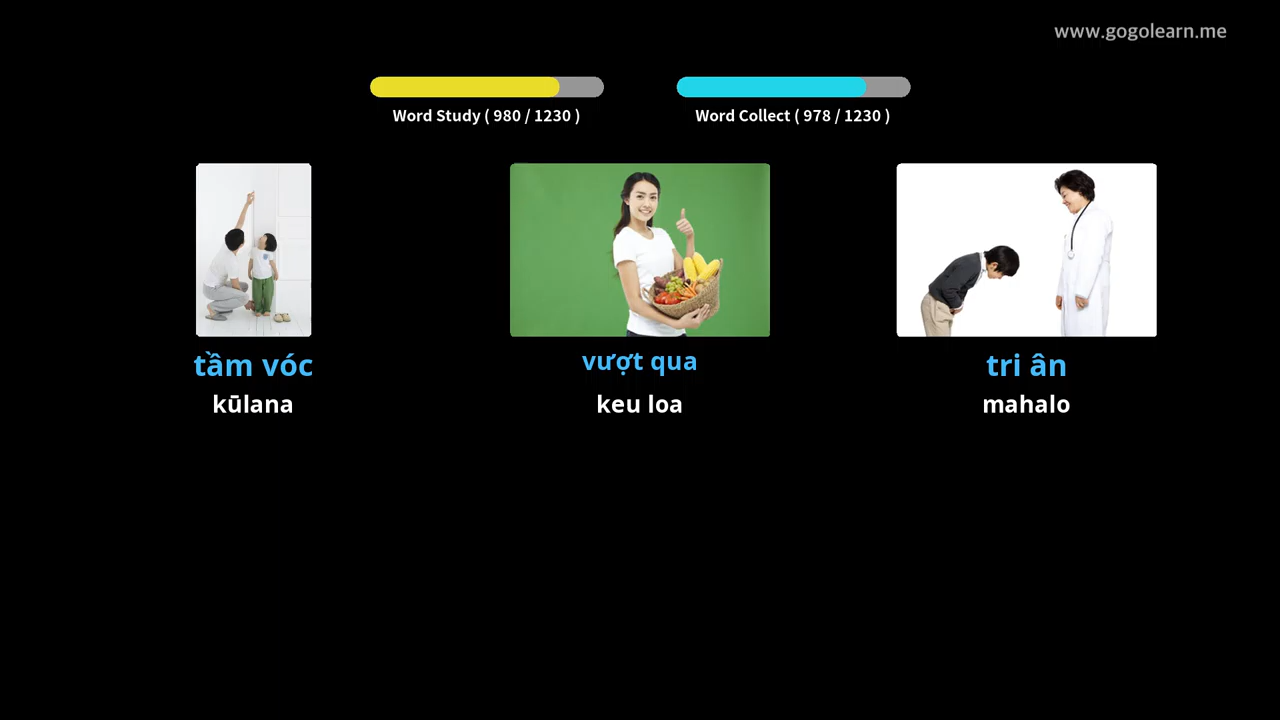 www.gogolearn.me
Word Study ( 980 / 1230 )
Word Collect ( 978 / 1230 )
tầm vóc
vượt qua
tri ân
kūlana
keu loa
mahalo